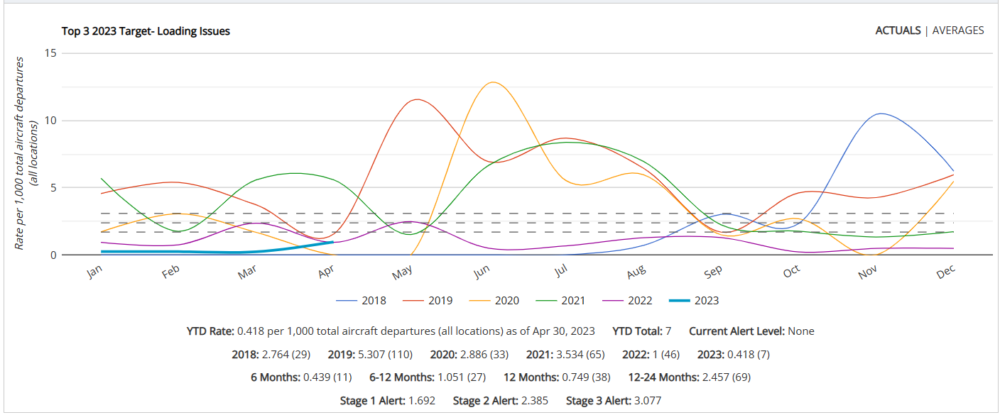 Top 3 2023 Target- Loading Issues
ACTUALS | AVERAGES
Rate per 1,000 total aircraft departures
(all locations)
15
10
5
0
Jan Feb Mar Apr May Jun Jul Aug Sep Oct Nov Dec
2018 2019 2020 2021 2022 2023
YTD Rate: 0.418 per 1,000 total aircraft departures (all locations) as of Apr 30, 2023 YTD Total: 7 Current Alert Level: None
2018: 2.764 (29) 2019: 5.307 (110) 2020: 2.886 (33) 2021: 3.534 (65) 2022: 1 (46) 2023: 0.418 (7)
6 Months: 0.439 (11) 6-12 Months: 1.051 (27) 12 Months: 0.749 (38) 12-24 Months: 2.457 (69)
Stage 1 Alert: 1.692 Stage 2 Alert: 2.385 Stage 3 Alert: 3.077